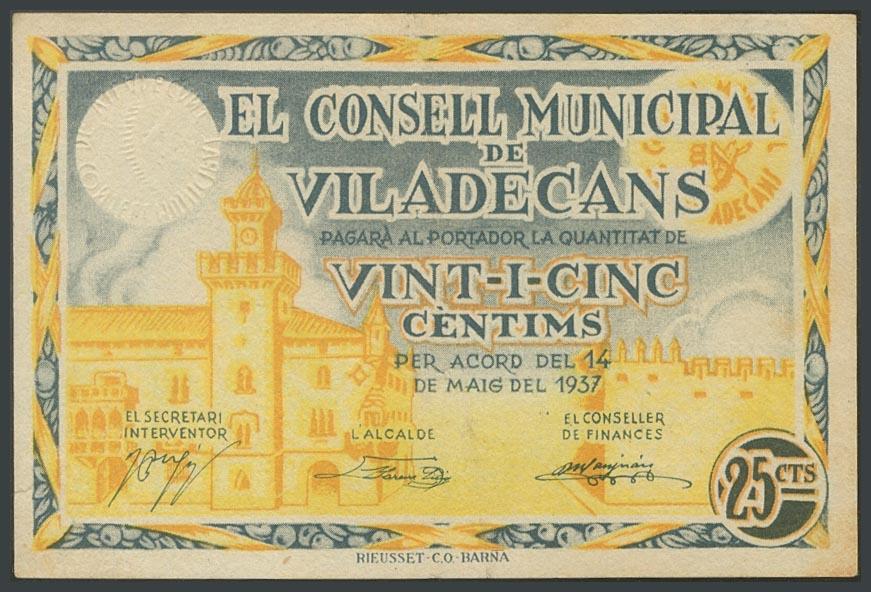 EL CONSELL MUNICIPAL
DE
VILADECANS
PAGARÀ AL PORTADOR LA QUANTITAT DE
VINT-I-CINC
CÈNTIMS
PER ACORD DEL 14
DE MAIG DEL 1937
EL SECRETARI
INTERVENTOR
L'ALCALDE
EL CONSELLER
DE FINANCES
25 CTS
RIEUSSET-C.O.-BARÑA